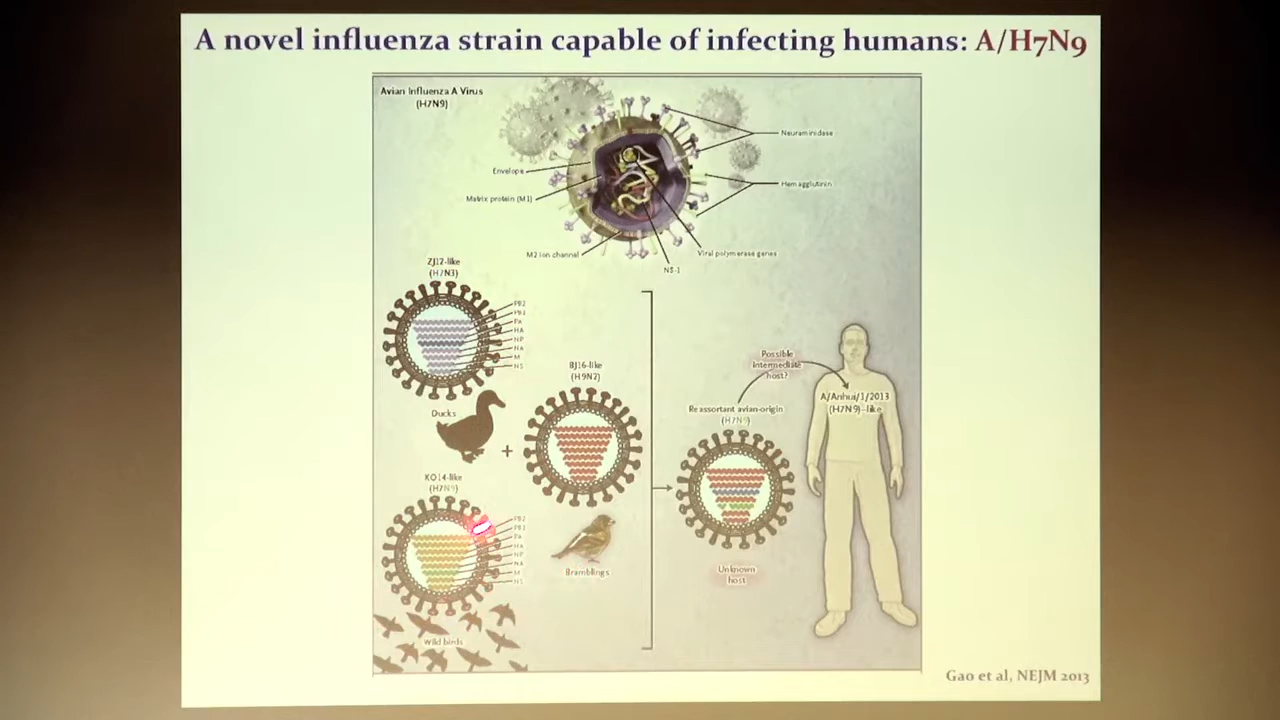 A novel influenza strain capable of infecting humans: A/H7N9
Avian Influenza A Virus
(H7N9)
Neuraminidase
Envelope
Hemagglutinin
Matrix protein (M1)
M2 ion channel
Viral polymerase genes
NS-1
ZJ12-like
(H7N3)
PB2
PB1
PA
HA
NP
NA
M
NS
BJ16-like
(H9N2)
Possible
intermediate
host?
A/Anhui/1/2013
(H7N9)-like
Reassortant avian-origin
(H7N9)
Ducks
+
KO14-like
(H7N9)
PB2
PB1
PA
HA
NP
NA
M
NS
Bramblings
Unknown
host
Wild birds
Gao et al, NEJM 2013